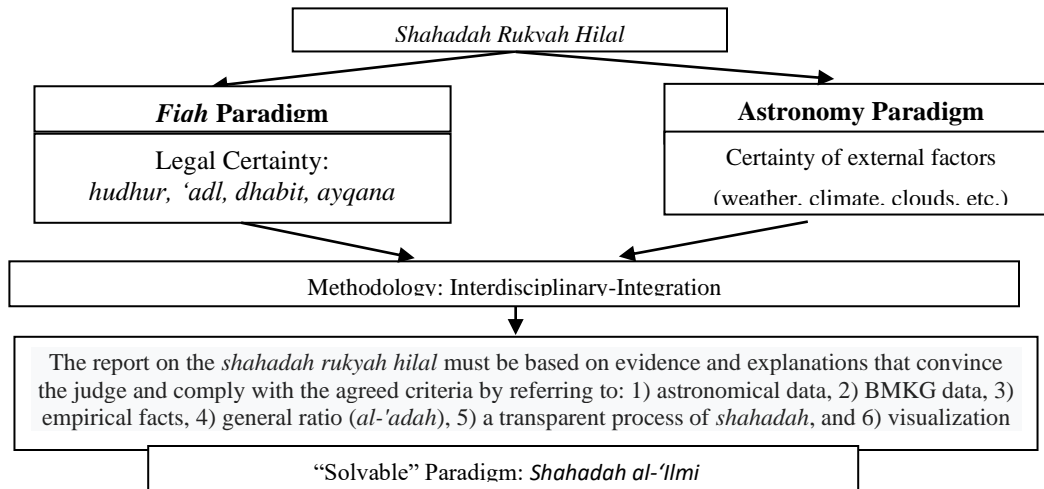 Shahadah Rukyah Hilal
Fiqh Paradigm
Legal Certainty:
hudhur, ‘adl, dhabit, ayqana
Astronomy Paradigm
Certainty of external factors
(weather, climate, clouds, etc.)
Methodology: Interdisciplinary-Integration
The report on the shahadah rukyah hilal must be based on evidence and explanations that convince
the judge and comply with the agreed criteria by referring to: 1) astronomical data, 2) BMKG data, 3)
empirical facts, 4) general ratio (al-'adah), 5) a transparent process of shahadah, and 6) visualization
“Solvable” Paradigm: Shahadah al-‘Ilmi